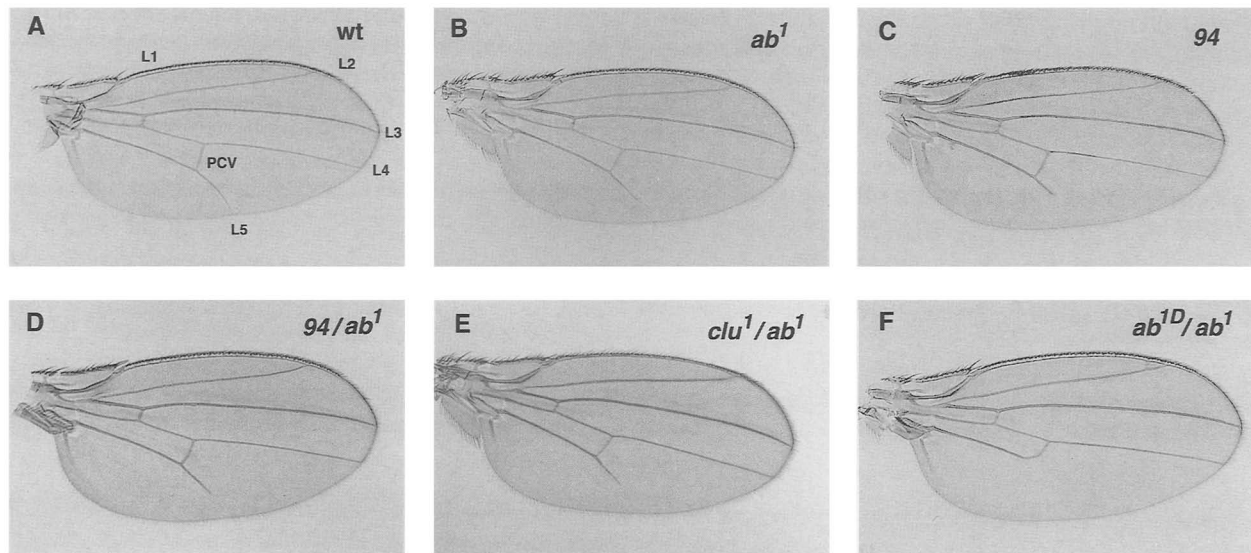 A
wt
L1
L2
L3
L4
PCV
L5
B
ab¹
C
94
D
94/ab¹
E
clu¹/ab¹
F
ab¹ᴰ/ab¹